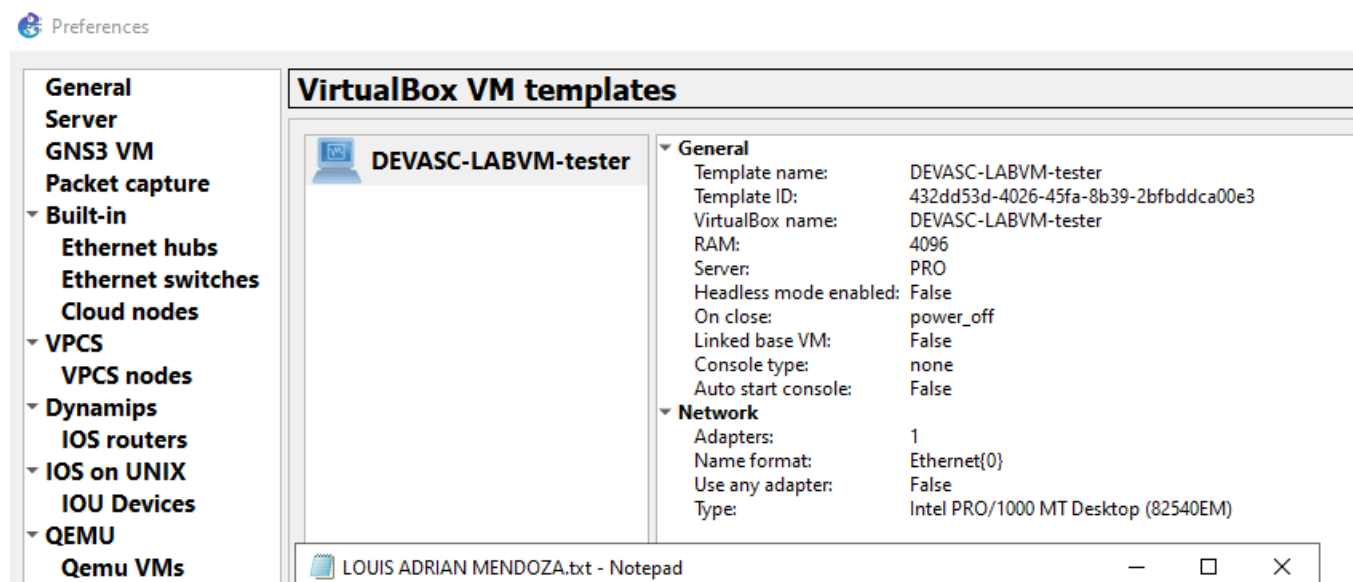 Preferences
General
Server
GNS3 VM
Packet capture
Built-in
Ethernet hubs
Ethernet switches
Cloud nodes
VPCS
VPCS nodes
Dynamips
IOS routers
IOS on UNIX
IOU Devices
QEMU
Qemu VMs
VirtualBox VM templates
DEVASC-LABVM-tester
General
Template name: DEVASC-LABVM-tester
Template ID: 432dd53d-4026-45fa-8b39-2bfbddca00e3
VirtualBox name: DEVASC-LABVM-tester
RAM: 4096
Server: PRO
Headless mode enabled: False
On close: power_off
Linked base VM: False
Console type: none
Auto start console: False
Network
Adapters: 1
Name format: Ethernet{0}
Use any adapter: False
Type: Intel PRO/1000 MT Desktop (82540EM)
LOUIS ADRIAN MENDOZA.txt - Notepad